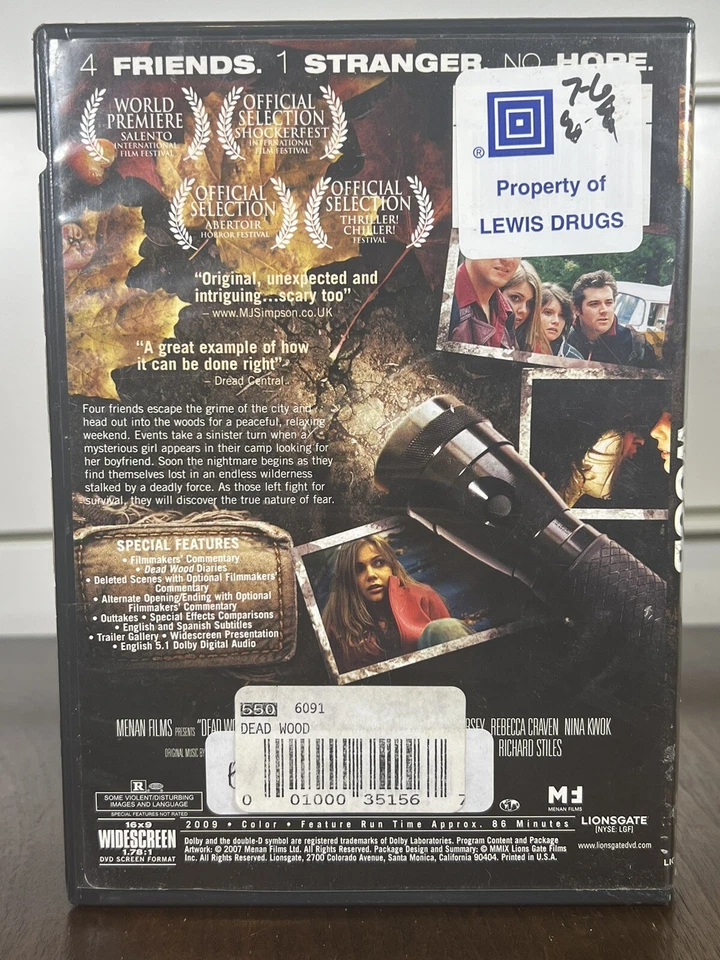 4 FRIENDS. 1 STRANGER. NO HOPE.
WORLD
PREMIERE
SALENTO
INTERNATIONAL
FILM FESTIVAL
OFFICIAL
SELECTION
SHOCKERFEST
INTERNATIONAL
FILM FESTIVAL
7-6
®
Property of
LEWIS DRUGS
OFFICIAL
SELECTION
ABERTOIR
HORROR FESTIVAL
OFFICIAL
SELECTION
THRILLER!
CHILLER!
FESTIVAL
“Original, unexpected and
intriguing...scary too”
– www.MJSimpson.co.UK
“A great example of how
it can be done right”
– Dread Central
Four friends escape the grime of the city and
head out into the woods for a peaceful, relaxing
weekend. Events take a sinister turn when a
mysterious girl appears in their camp looking for
her boyfriend. Soon the nightmare begins as they
find themselves lost in an endless wilderness
stalked by a deadly force. As those left fight for
survival, they will discover the true nature of fear.
SPECIAL FEATURES
• Filmmakers' Commentary
• Dead Wood Diaries
• Deleted Scenes with Optional Filmmakers'
Commentary
• Alternate Opening/Ending with Optional
Filmmakers' Commentary
• Outtakes • Special Effects Comparisons
• English and Spanish Subtitles
• Trailer Gallery • Widescreen Presentation
• English 5.1 Dolby Digital Audio
550 6091
DEAD WOOD
0 01000 35156 7
MENAN FILMS PRESENTS "DEAD
REBECCA CRAVEN NINA KWOK
ORIGINAL MUSIC BY
RICHARD STILES
R
SOME VIOLENT/DISTURBING
IMAGES AND LANGUAGE
SPECIAL FEATURES NOT RATED
MF
MENAN FILMS
LIONSGATE
[NYSE: LGF]
www.lionsgatedvd.com
2009 • Color • Feature Run Time Approx. 86 Minutes
16x9
WIDESCREEN
1.78:1
DVD SCREEN FORMAT
Dolby and the double-D symbol are registered trademarks of Dolby Laboratories. Program Content and Package
Artwork: © 2007 Menan Films. All Rights Reserved. Package Design and Summary: © MMIX Lions Gate Films
Inc. All Rights Reserved. Lionsgate, 2700 Colorado Avenue, Santa Monica, California 90404. Printed in U.S.A.